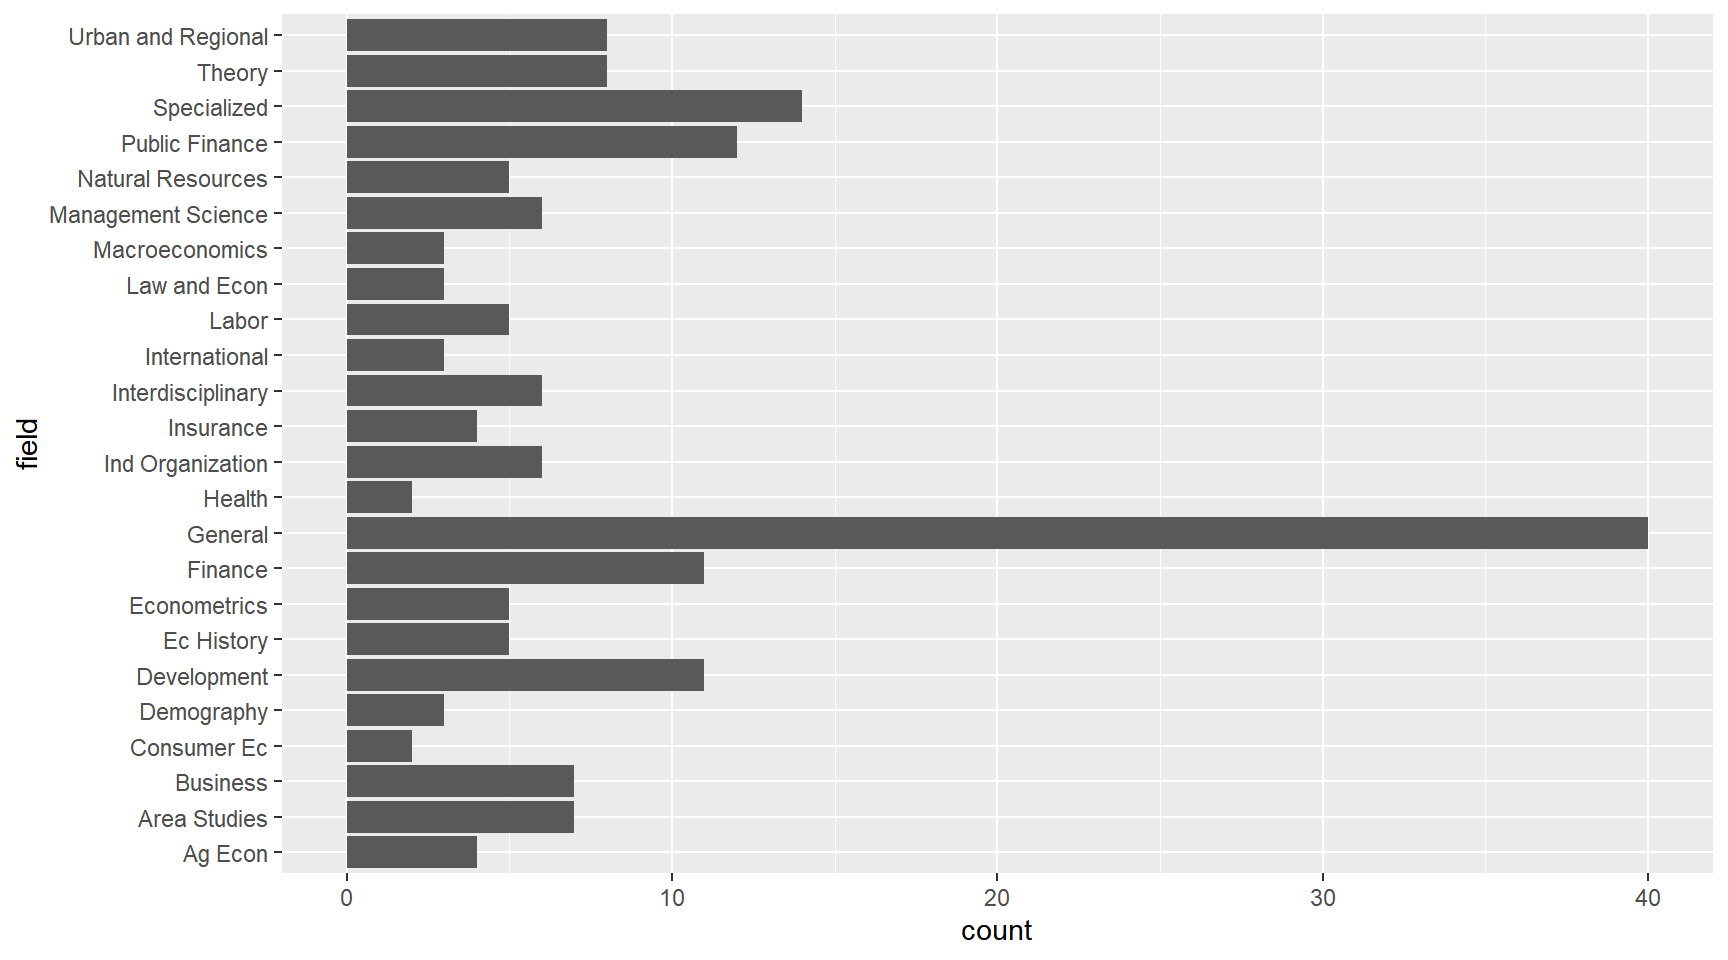 Urban and Regional
Theory
Specialized
Public Finance
Natural Resources
Management Science
Macroeconomics
Law and Econ
Labor
International
Interdisciplinary
Insurance
Ind Organization
Health
General
Finance
Econometrics
Ec History
Development
Demography
Consumer Ec
Business
Area Studies
Ag Econ
field
0 10 20 30 40
count